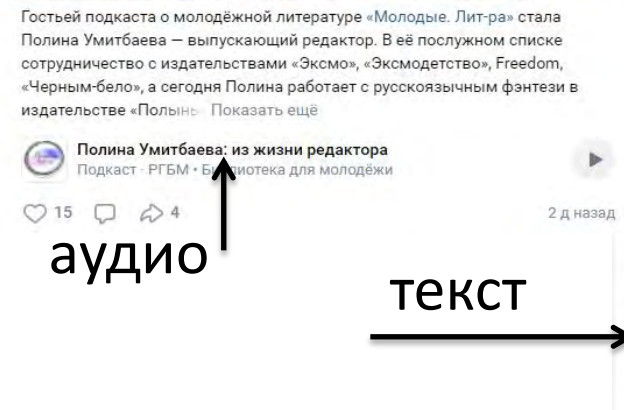 Гостьей подкаста о молодёжной литературе «Молодые. Лит-ра» стала
Полина Умитбаева — выпускающий редактор. В её послужном списке
сотрудничество с издательствами «Эксмо», «Эксмодетство», Freedom,
«Черным-бело», а сегодня Полина работает с русскоязычным фэнтези в
издательстве «Полынь Показать ещё
Полина Умитбаева: из жизни редактора
Подкаст · РГБМ • Библиотека для молодёжи
15 4 2 д назад
аудио
текст